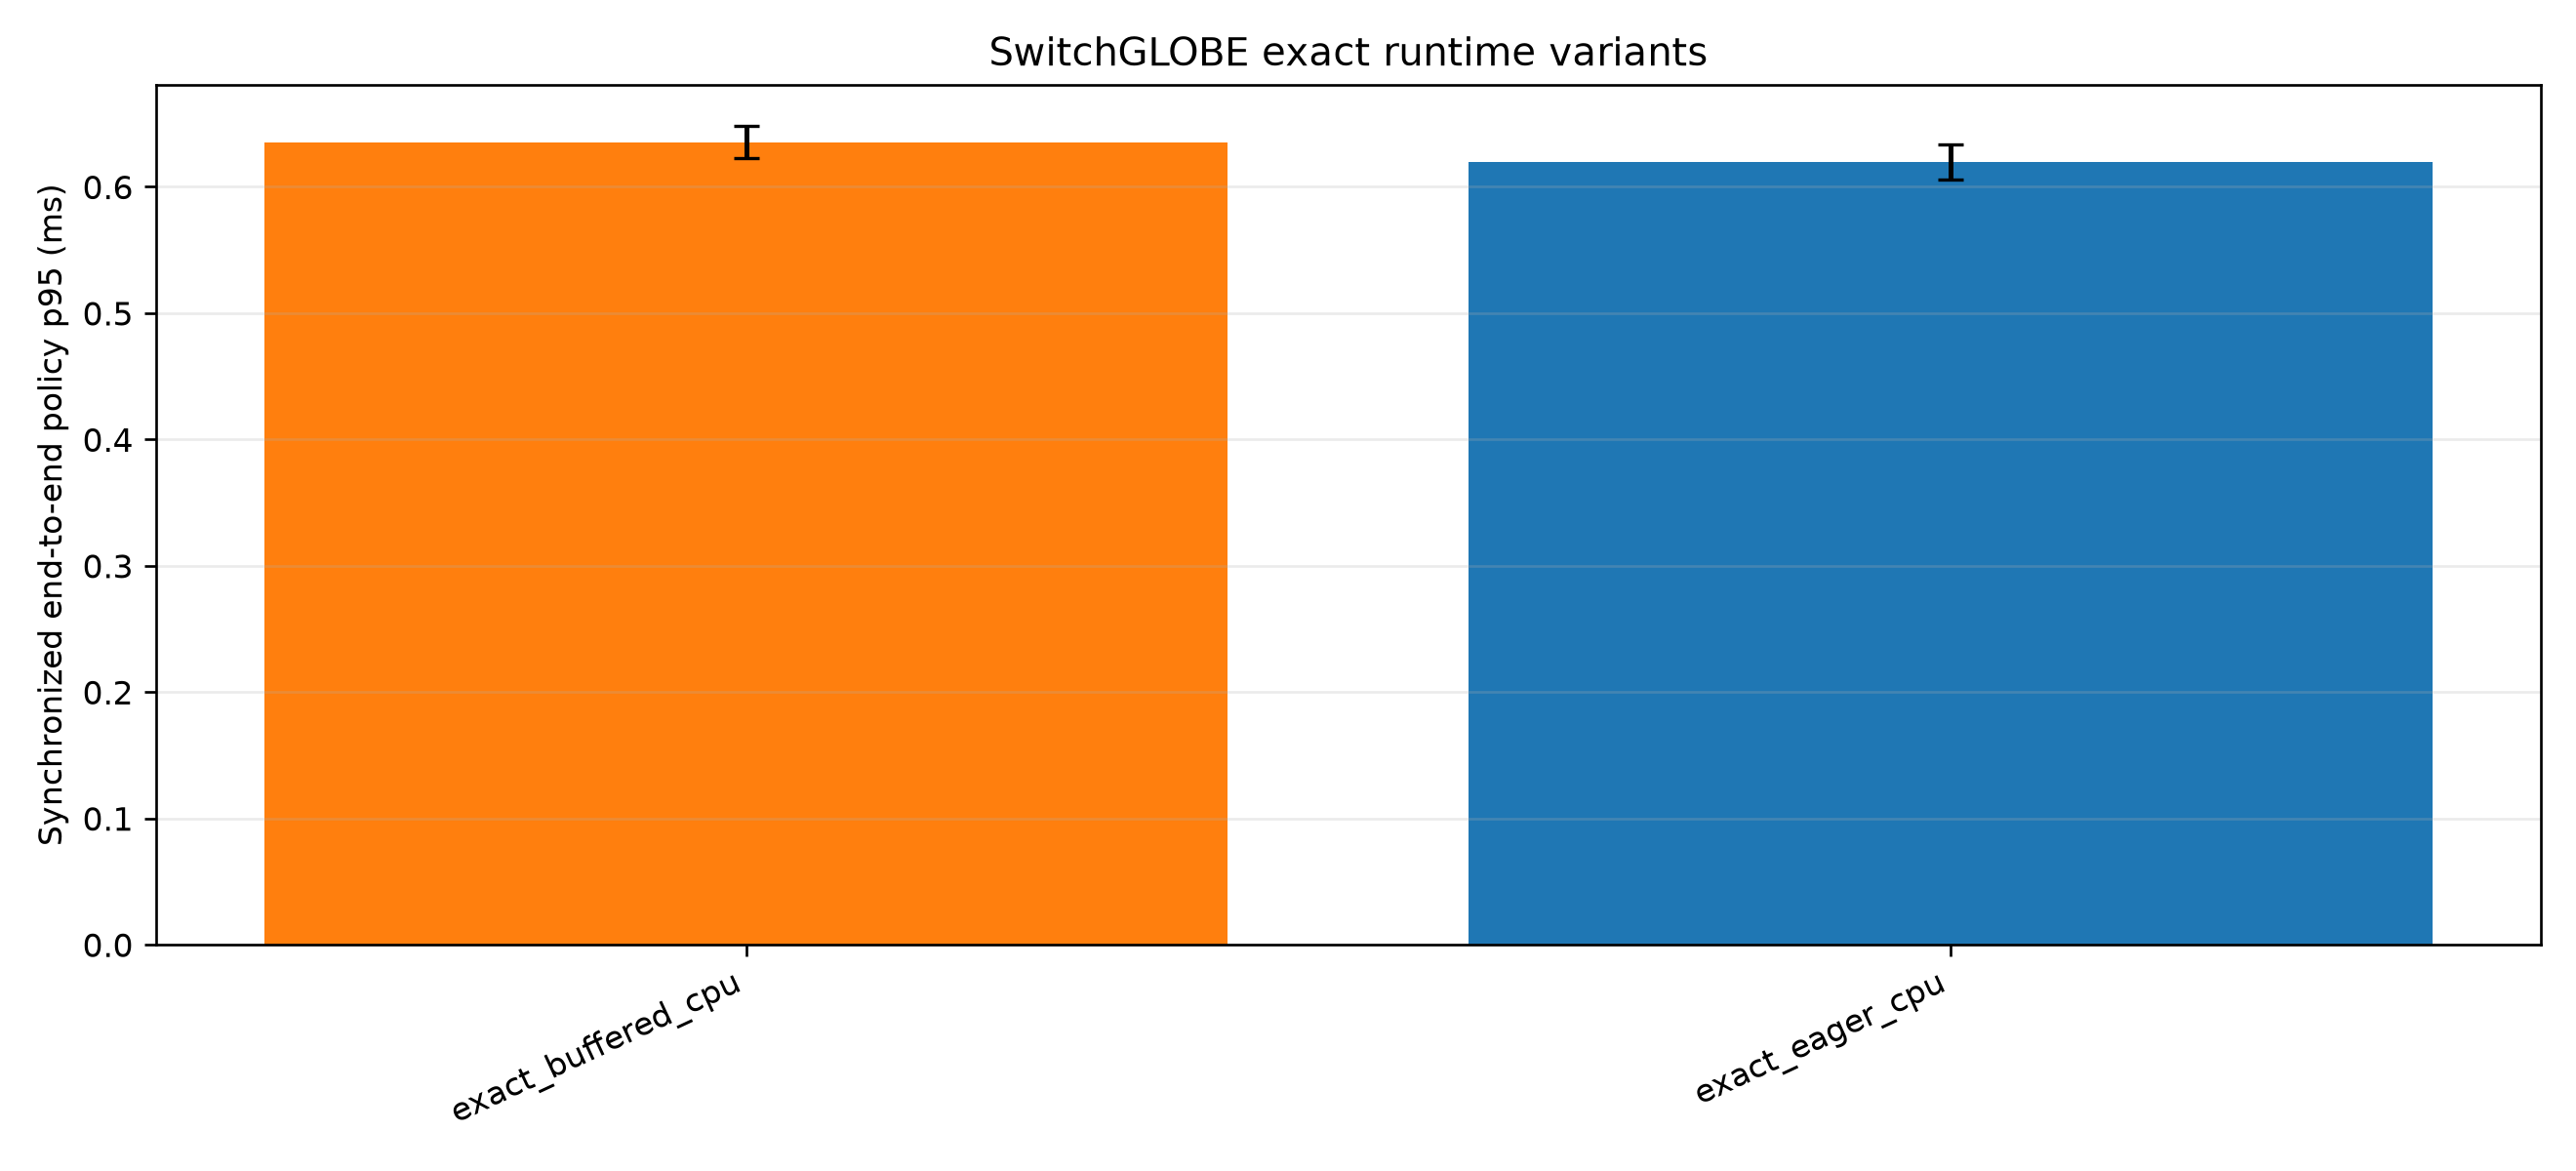 SwitchGLOBE exact runtime variants
Synchronized end-to-end policy p95 (ms)
0.6
0.5
0.4
0.3
0.2
0.1
0.0
exact_buffered_cpu
exact_eager_cpu